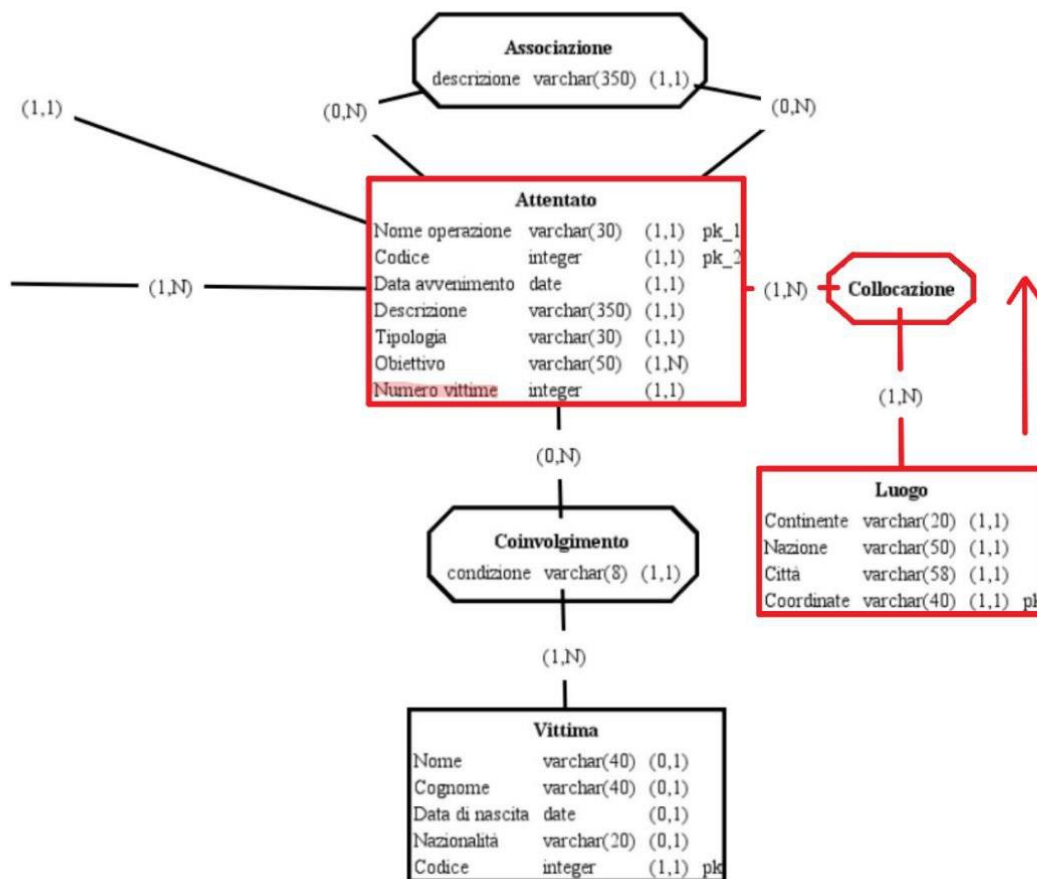 Associazione
descrizione varchar(350) (1,1)
(1,1)
(0,N)
(0,N)
Attentato
Nome operazione varchar(30) (1,1) pk_1
Codice integer (1,1) pk_2
Data avvenimento date (1,1)
Descrizione varchar(350) (1,1)
Tipologia varchar(30) (1,1)
Obiettivo varchar(50) (1,N)
Numero vittime integer (1,1)
(1,N)
(1,N)
Collocazione
(1,N)
(0,N)
Luogo
Continente varchar(20) (1,1)
Nazione varchar(50) (1,1)
Città varchar(58) (1,1)
Coordinate varchar(40) (1,1) pk
Coinvolgimento
condizione varchar(8) (1,1)
(1,N)
Vittima
Nome varchar(40) (0,1)
Cognome varchar(40) (0,1)
Data di nascita date (0,1)
Nazionalità varchar(20) (0,1)
Codice integer (1,1) pk